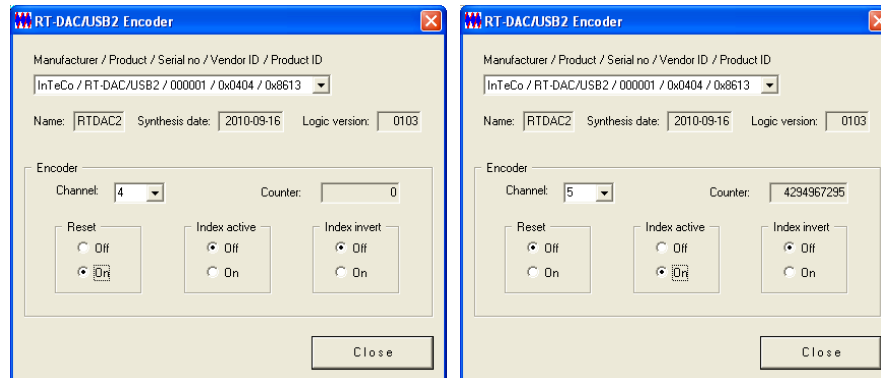 RT-DAC/USB2 Encoder
Manufacturer / Product / Serial no / Vendor ID / Product ID
InTeCo / RT-DAC/USB2 / 000001 / 0x0404 / 0x8613
Name: RTDAC2 Synthesis date: 2010-09-16 Logic version: 0103
Encoder
Channel: 4 Counter: 0
Reset Index active Index invert
Off Off Off
On On On
Close
RT-DAC/USB2 Encoder
Manufacturer / Product / Serial no / Vendor ID / Product ID
InTeCo / RT-DAC/USB2 / 000001 / 0x0404 / 0x8613
Name: RTDAC2 Synthesis date: 2010-09-16 Logic version: 0103
Encoder
Channel: 5 Counter: 4294967295
Reset Index active Index invert
Off Off Off
On On On
Close